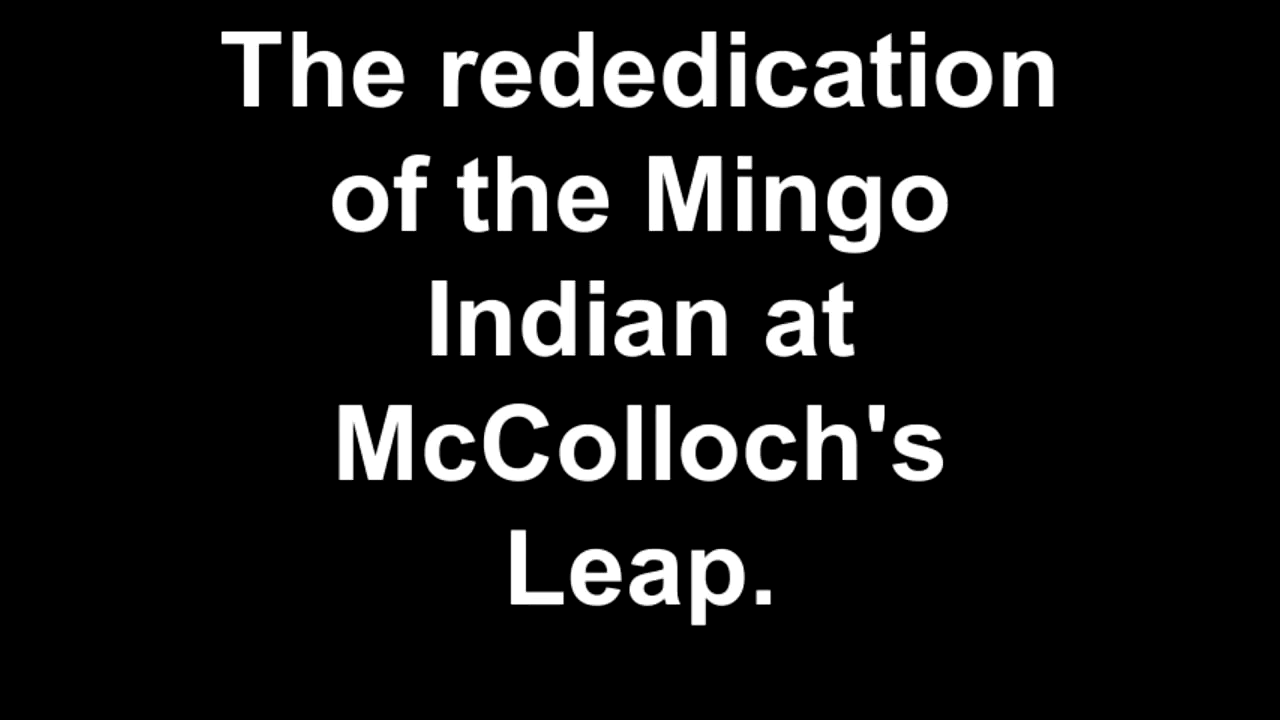 The rededication
of the Mingo
Indian at
McColloch's
Leap.